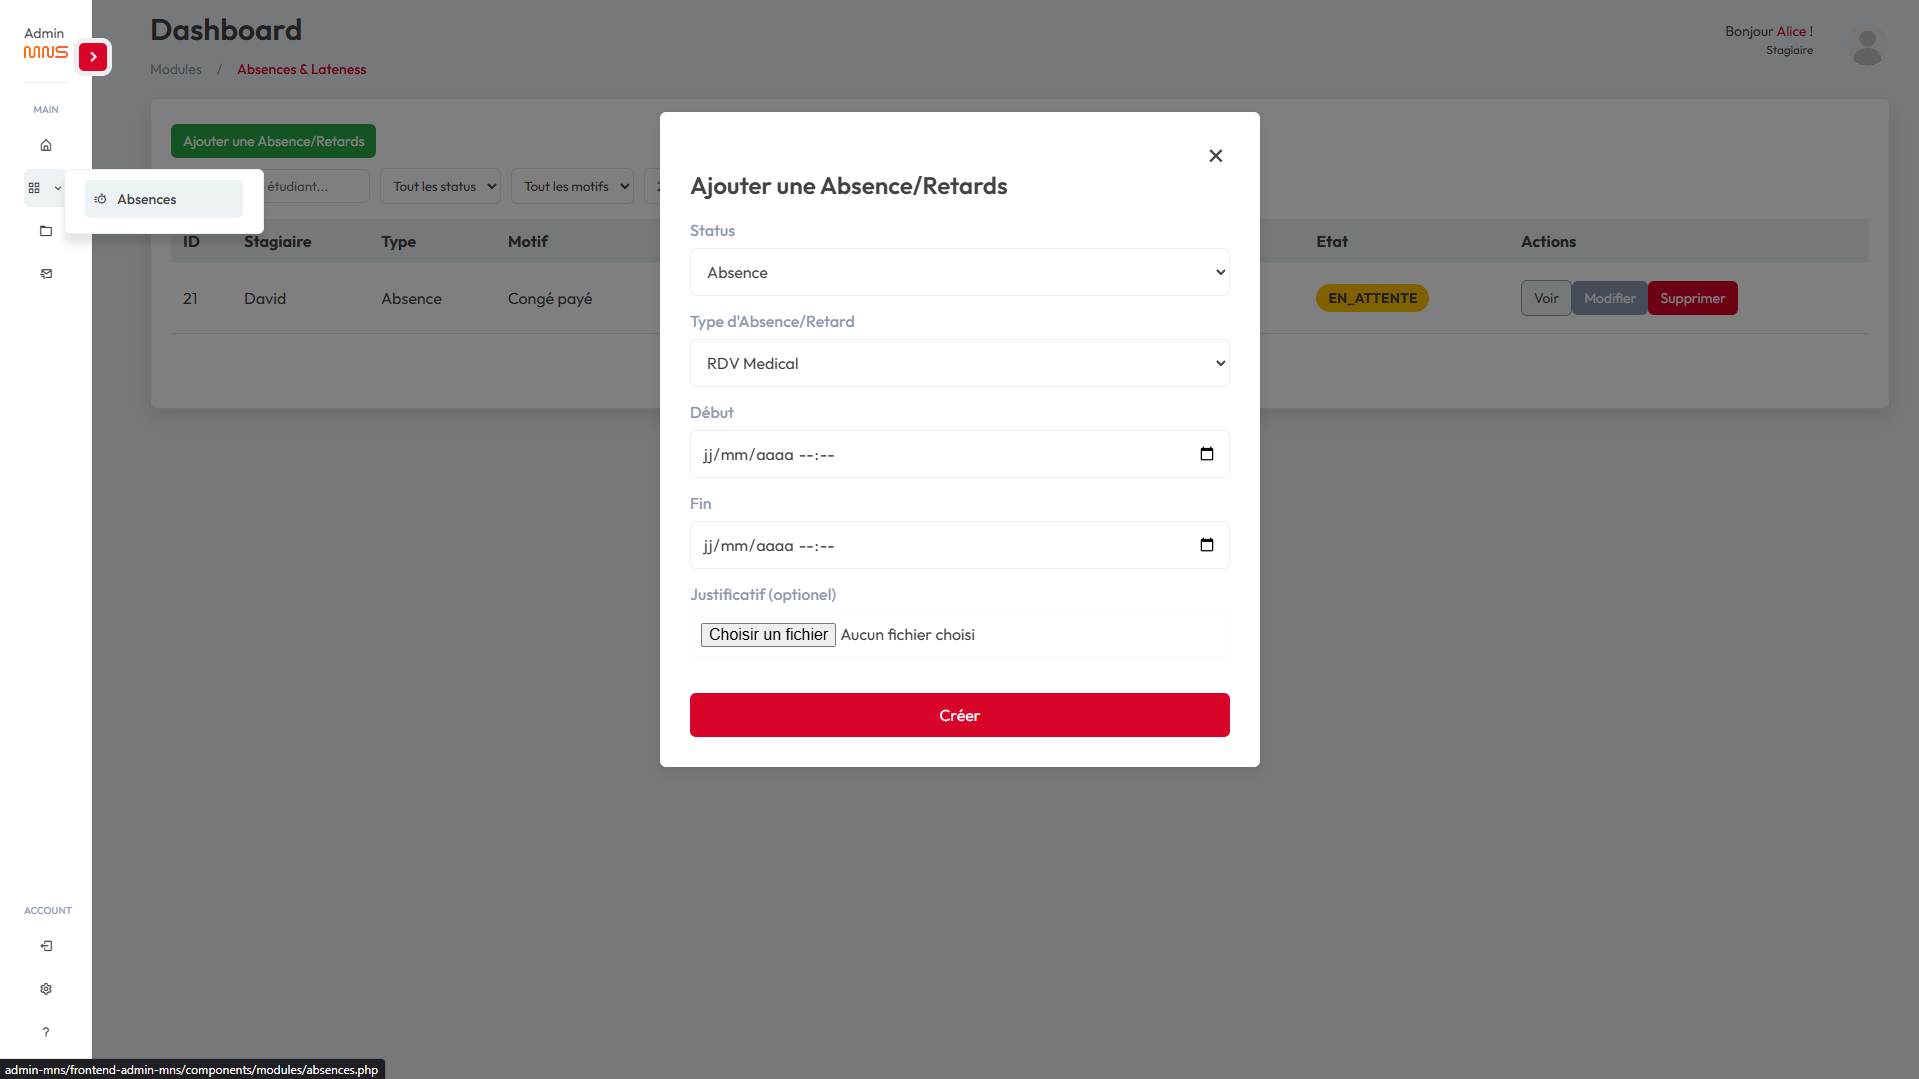 Admin
MNS
MAIN
Absences
ACCOUNT
?
Dashboard
Modules / Absences & Lateness
Bonjour Alice !
Stagiaire
Ajouter une Absence/Retards
étudiant...
Tout les status
Tout les motifs
ID Stagiaire Type Motif Etat Actions
21 David Absence Congé payé EN_ATTENTE Voir Modifier Supprimer
Ajouter une Absence/Retards
Status
Absence
Type d'Absence/Retard
RDV Medical
Début
jj/mm/aaaa --:--
Fin
jj/mm/aaaa --:--
Justificatif (optionel)
Choisir un fichier Aucun fichier choisi
Créer
admin-mns/frontend-admin-mns/components/modules/absences.php